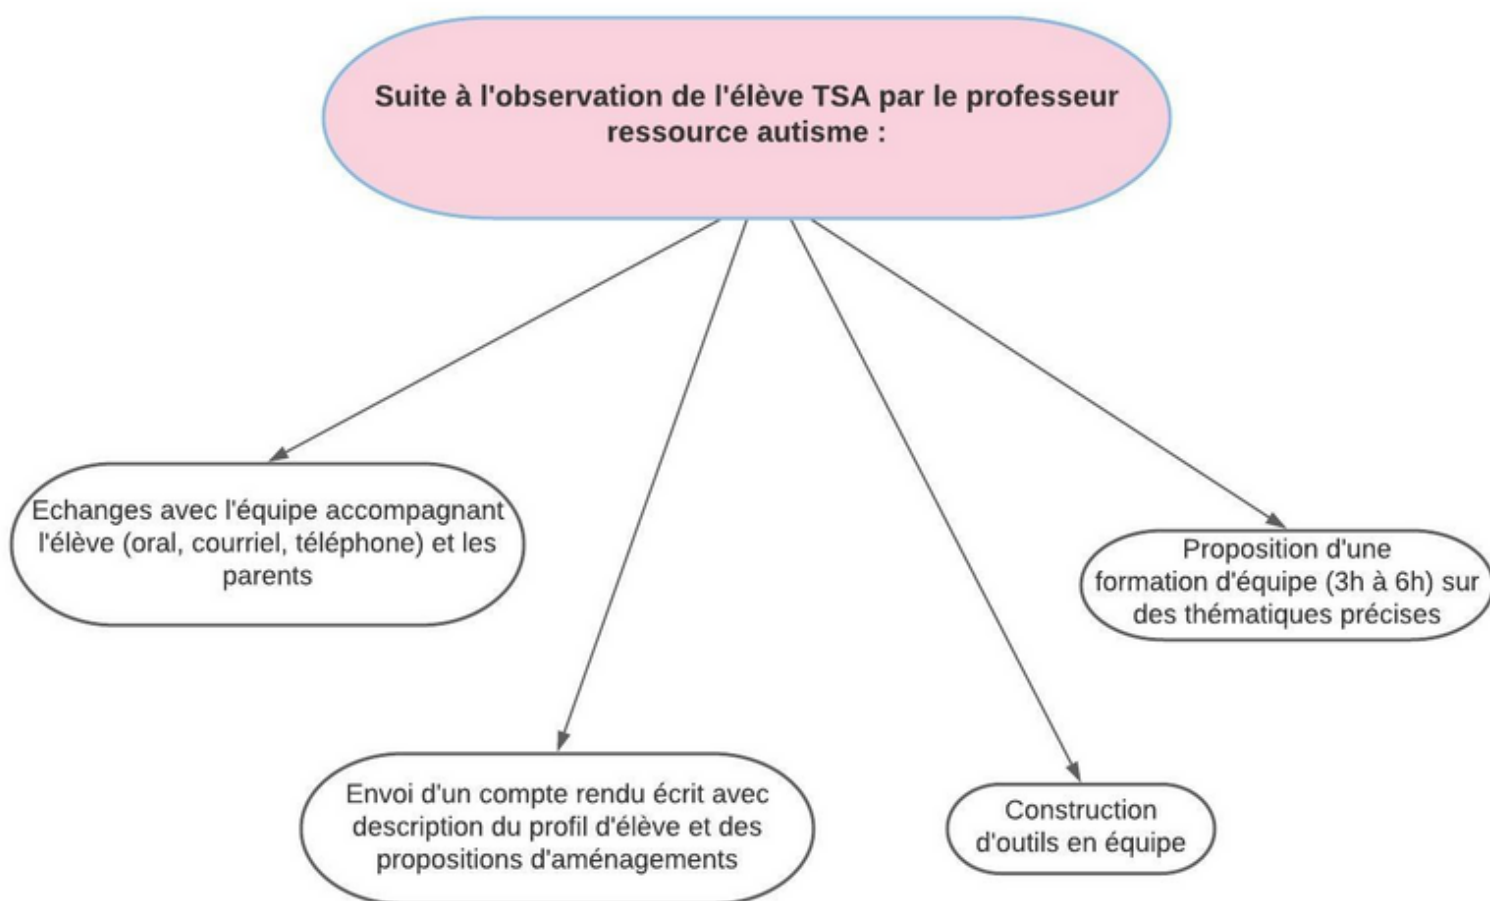 Suite à l'observation de l'élève TSA par le professeur
ressource autisme :
Echanges avec l'équipe accompagnant
l'élève (oral, courriel, téléphone) et les
parents
Proposition d'une
formation d'équipe (3h à 6h) sur
des thématiques précises
Envoi d'un compte rendu écrit avec
description du profil d'élève et des
propositions d'aménagements
Construction
d'outils en équipe